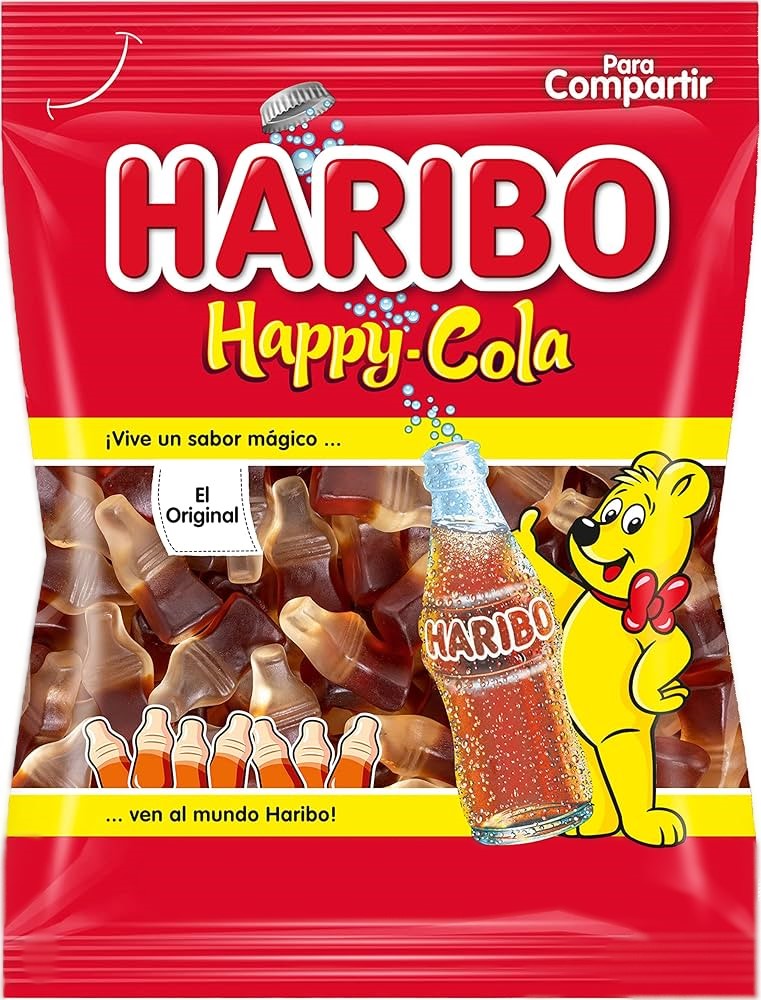 Para
Compartir
HARIBO
Happy-Cola
¡Vive un sabor mágico ...
El
Original
HARIBO
... ven al mundo Haribo!